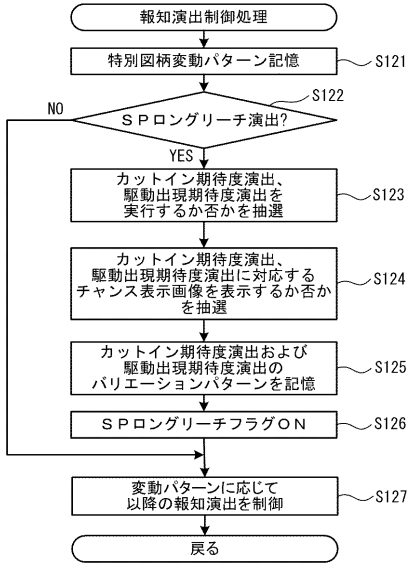 報知演出制御処理
特別図柄変動パターン記憶
S121
S122
SPロングリーチ演出?
NO
YES
カットイン期待度演出、
駆動出現期待度演出を
実行するか否かを抽選
S123
カットイン期待度演出、
駆動出現期待度演出に対応する
チャンス表示画像を表示するか否か
を抽選
S124
カットイン期待度演出および
駆動出現期待度演出の
バリエーションパターンを記憶
S125
SPロングリーチフラグON
S126
変動パターンに応じて
以降の報知演出を制御
S127
戻る